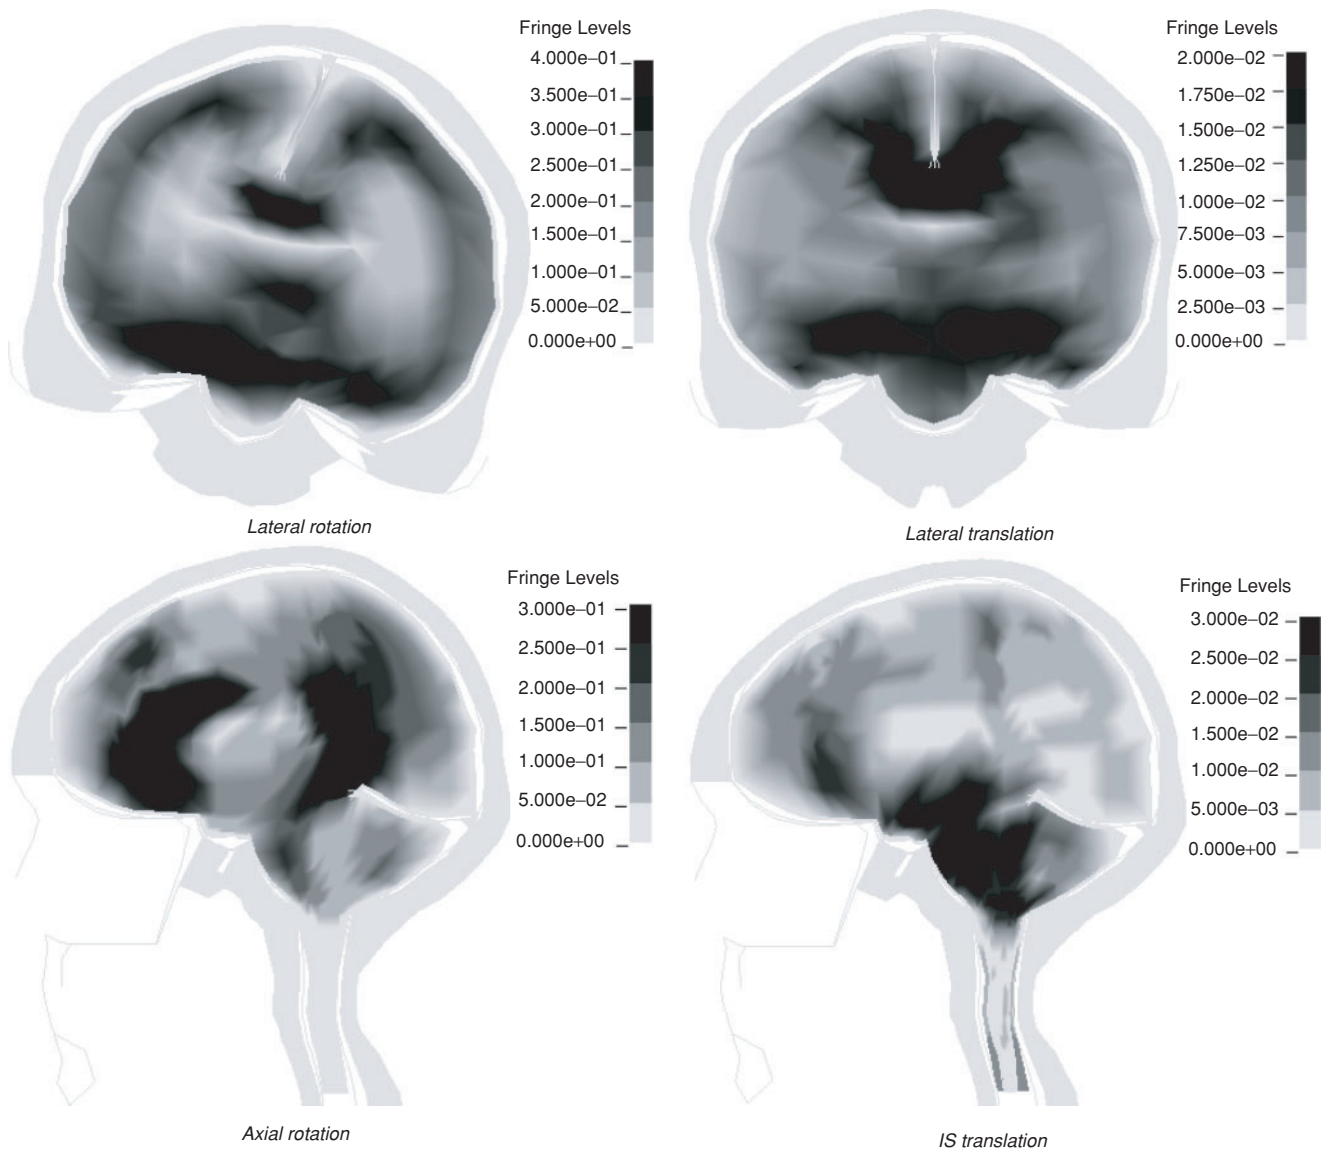 Fringe Levels
4.000e–01
3.500e–01
3.000e–01
2.500e–01
2.000e–01
1.500e–01
1.000e–01
5.000e–02
0.000e+00
Lateral rotation
Fringe Levels
2.000e–02
1.750e–02
1.500e–02
1.250e–02
1.000e–02
7.500e–03
5.000e–03
2.500e–03
0.000e+00
Lateral translation
Fringe Levels
3.000e–01
2.500e–01
2.000e–01
1.500e–01
1.000e–01
5.000e–02
0.000e+00
Axial rotation
Fringe Levels
3.000e–02
2.500e–02
2.000e–02
1.500e–02
1.000e–02
5.000e–03
0.000e+00
IS translation